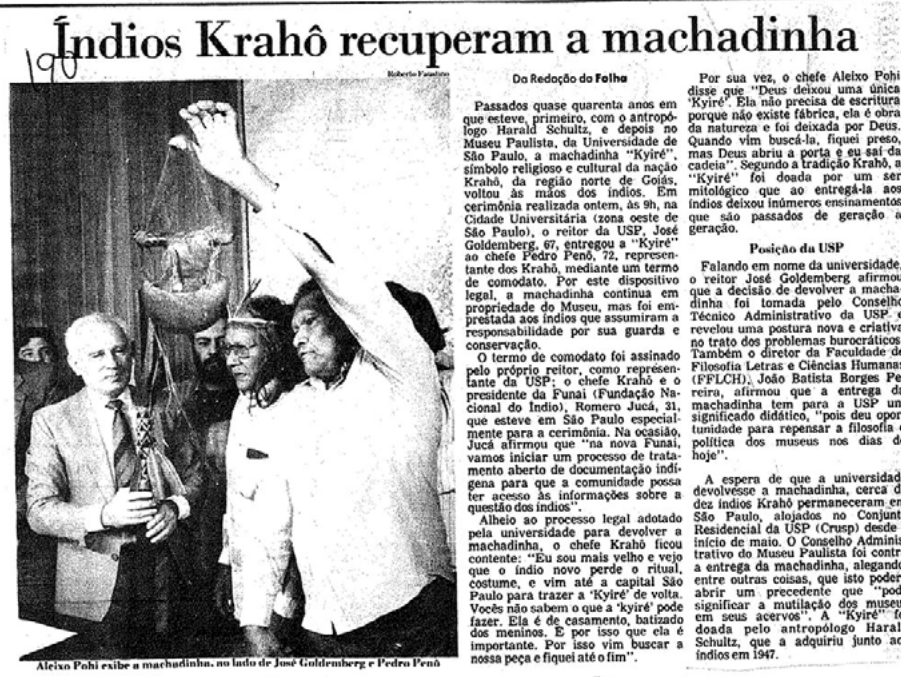 Índios Krahô recuperam a machadinha
190
Roberto Faustino
Aleixo Pohi exibe a machadinha, ao lado de José Goldemberg e Pedro Penô
Da Redação da Folha
Passados quase quarenta anos em
que esteve, primeiro, com o antropó-
logo Harald Schultz, e depois no
Museu Paulista, da Universidade de
São Paulo, a machadinha "Kyiré",
símbolo religioso e cultural da nação
Krahô, da região norte de Goiás,
voltou às mãos dos índios. Em
cerimônia realizada ontem, às 9h, na
Cidade Universitária (zona oeste de
São Paulo), o reitor da USP, José
Goldemberg, 67, entregou a "Kyiré"
ao chefe Pedro Penô, 72, represen-
tante dos Krahô, mediante um termo
de comodato. Por este dispositivo
legal, a machadinha continua em
propriedade do Museu, mas foi em-
prestada aos índios que assumiram a
responsabilidade por sua guarda e
conservação.
O termo de comodato foi assinado
pelo próprio reitor, como represen-
tante da USP; o chefe Krahô e o
presidente da Funai (Fundação Na-
cional do Índio), Romero Jucá, 31,
que esteve em São Paulo especial-
mente para a cerimônia. Na ocasião,
Jucá afirmou que "na nova Funai,
vamos iniciar um processo de trata-
mento aberto de documentação indí-
gena para que a comunidade possa
ter acesso às informações sobre a
questão dos índios".
Alheio ao processo legal adotado
pela universidade para devolver a
machadinha, o chefe Krahô ficou
contente: "Eu sou mais velho e vejo
que o índio novo perde o ritual,
costume, e vim até a capital São
Paulo para trazer a 'Kyiré' de volta.
Vocês não sabem o que a 'kyiré' pode
fazer. Ela é de casamento, batizado
dos meninos. E por isso que ela é
importante. Por isso vim buscar a
nossa peça e fiquei até o fim".
Por sua vez, o chefe Aleixo Pohi
disse que "Deus deixou uma única
'Kyiré'. Ela não precisa de escritura
porque não existe fábrica, ela é obra
da natureza e foi deixada por Deus.
Quando vim buscá-la, fiquei preso,
mas Deus abriu a porta e eu saí da
cadeia". Segundo a tradição Krahô, a
"Kyiré" foi doada por um ser
mitológico que ao entregá-la aos
índios deixou inúmeros ensinamentos
que são passados de geração a
geração.
Posição da USP
Falando em nome da universidade,
o reitor José Goldemberg afirmou
que a decisão de devolver a macha-
dinha foi tomada pelo Conselho
Técnico Administrativo da USP e
revelou uma postura nova e criativa
no trato dos problemas burocráticos.
Também o diretor da Faculdade de
Filosofia Letras e Ciências Humanas
(FFLCH), João Batista Borges Pe-
reira, afirmou que a entrega da
machadinha tem para a USP um
significado didático, "pois deu opor-
tunidade para repensar a filosofia e
política dos museus nos dias de
hoje".
A espera de que a universidad
devolvesse a machadinha, cerca d
dez índios Krahô permaneceram em
São Paulo, alojados no Conjunt
Residencial da USP (Crusp) desde
início de maio. O Conselho Adminis
trativo do Museu Paulista foi contr
a entrega da machadinha, alegando
entre outras coisas, que isto poder
abrir um precedente que "pod
significar a mutilação dos museu
em seus acervos". A "Kyiré" fo
doada pelo antropólogo Haral
Schultz, que a adquiriu junto ao
índios em 1947.